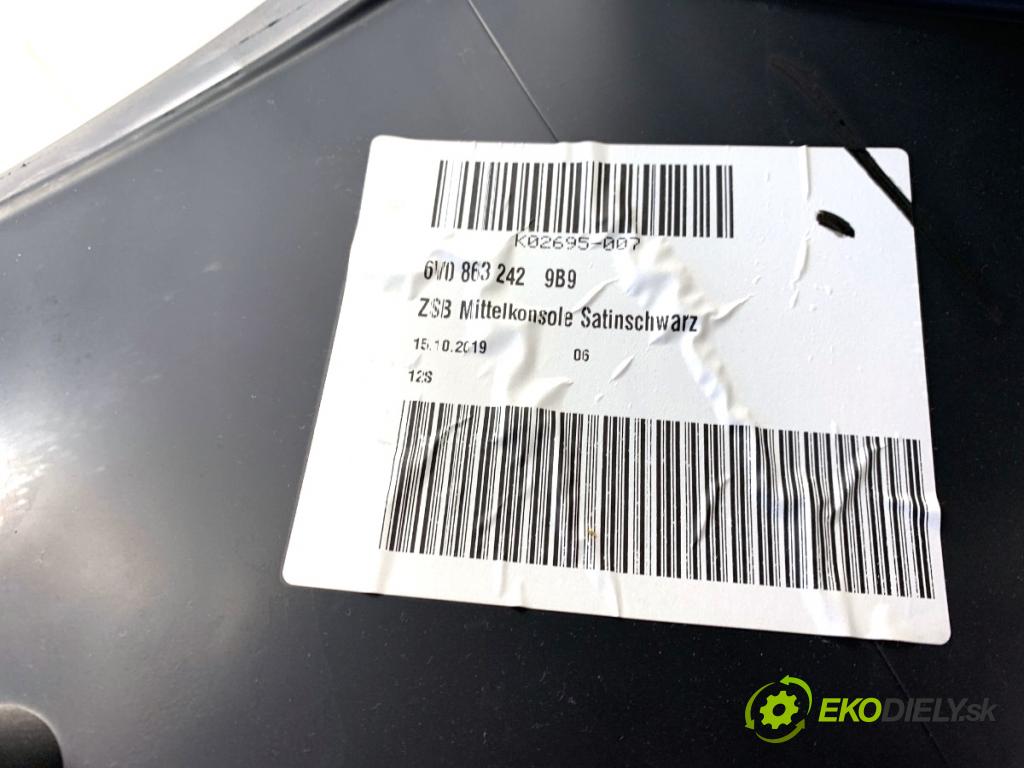 K02695-007
6V0 863 242 9B9
ZSB Mittelkonsole Satinschwarz
15.10.2019 06
12S
EKODIELY.sk